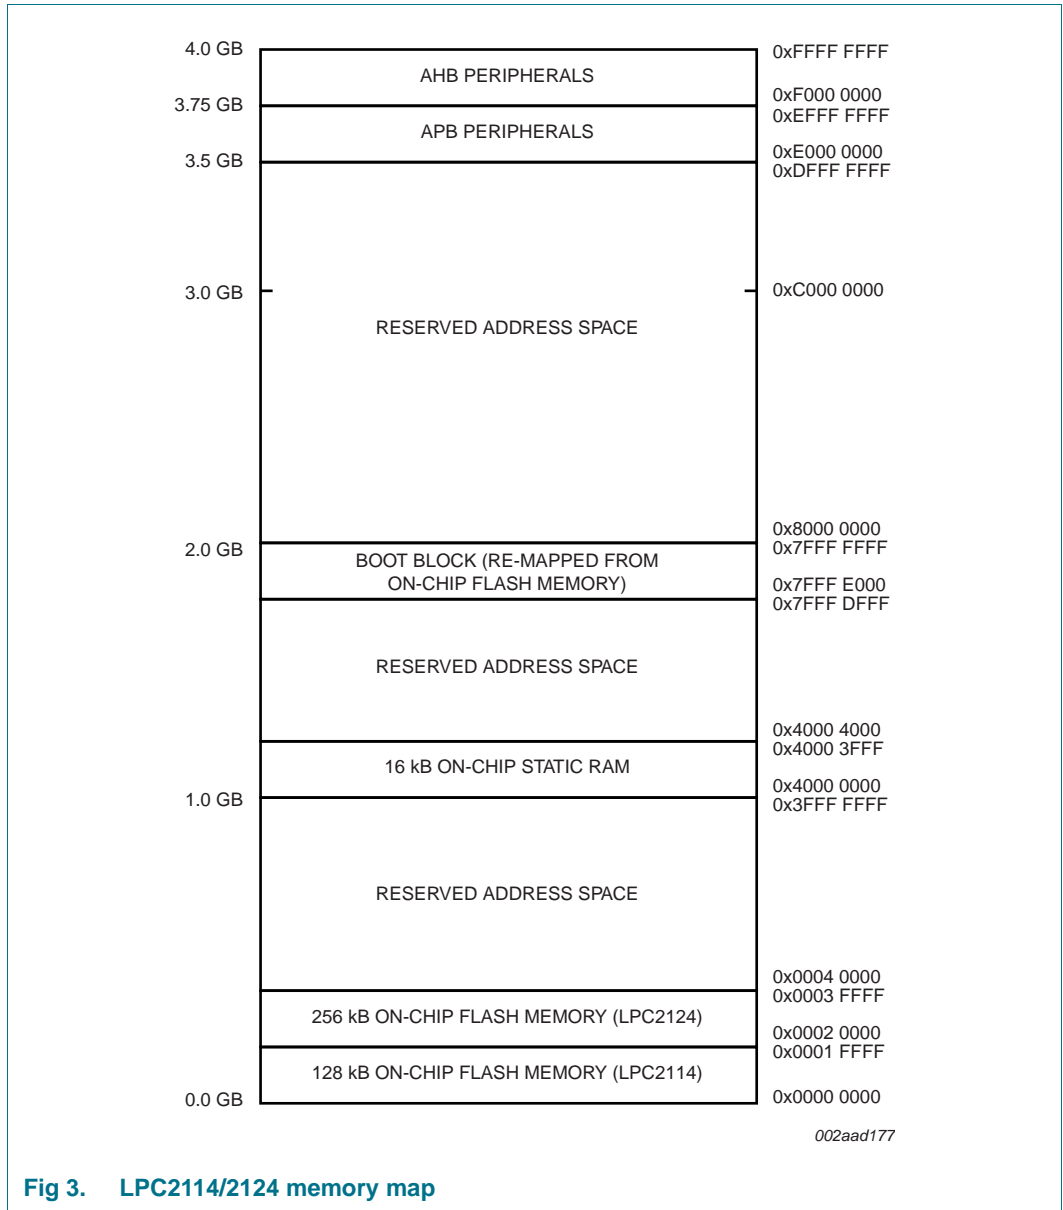 4.0 GB
0xFFFF FFFF
AHB PERIPHERALS
0xF000 0000
3.75 GB
0xEFFF FFFF
APB PERIPHERALS
0xE000 0000
3.5 GB
0xDFFF FFFF
3.0 GB
0xC000 0000
RESERVED ADDRESS SPACE
0x8000 0000
2.0 GB
0x7FFF FFFF
BOOT BLOCK (RE-MAPPED FROM
ON-CHIP FLASH MEMORY)
0x7FFF E000
0x7FFF DFFF
RESERVED ADDRESS SPACE
0x4000 4000
0x4000 3FFF
16 kB ON-CHIP STATIC RAM
0x4000 0000
1.0 GB
0x3FFF FFFF
RESERVED ADDRESS SPACE
0x0004 0000
0x0003 FFFF
256 kB ON-CHIP FLASH MEMORY (LPC2124)
0x0002 0000
0x0001 FFFF
128 kB ON-CHIP FLASH MEMORY (LPC2114)
0.0 GB
0x0000 0000
002aad177
Fig 3. LPC2114/2124 memory map